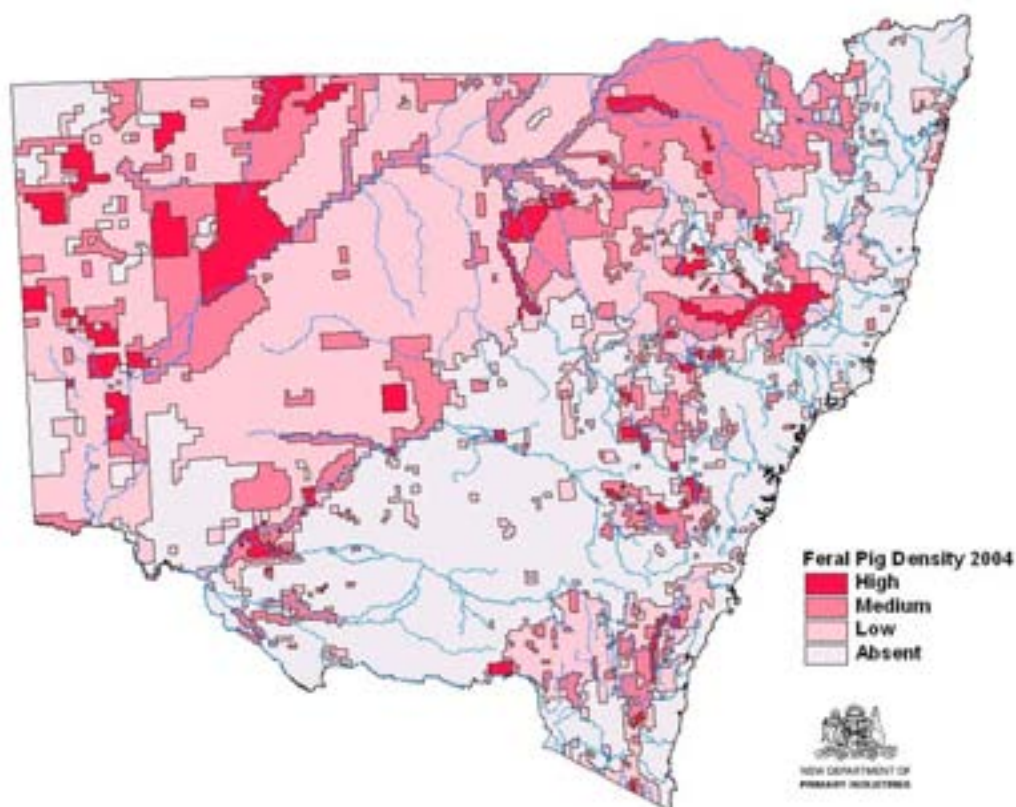 Feral Pig Density 2004
High
Medium
Low
Absent
NSW DEPARTMENT OF
PRIMARY INDUSTRIES